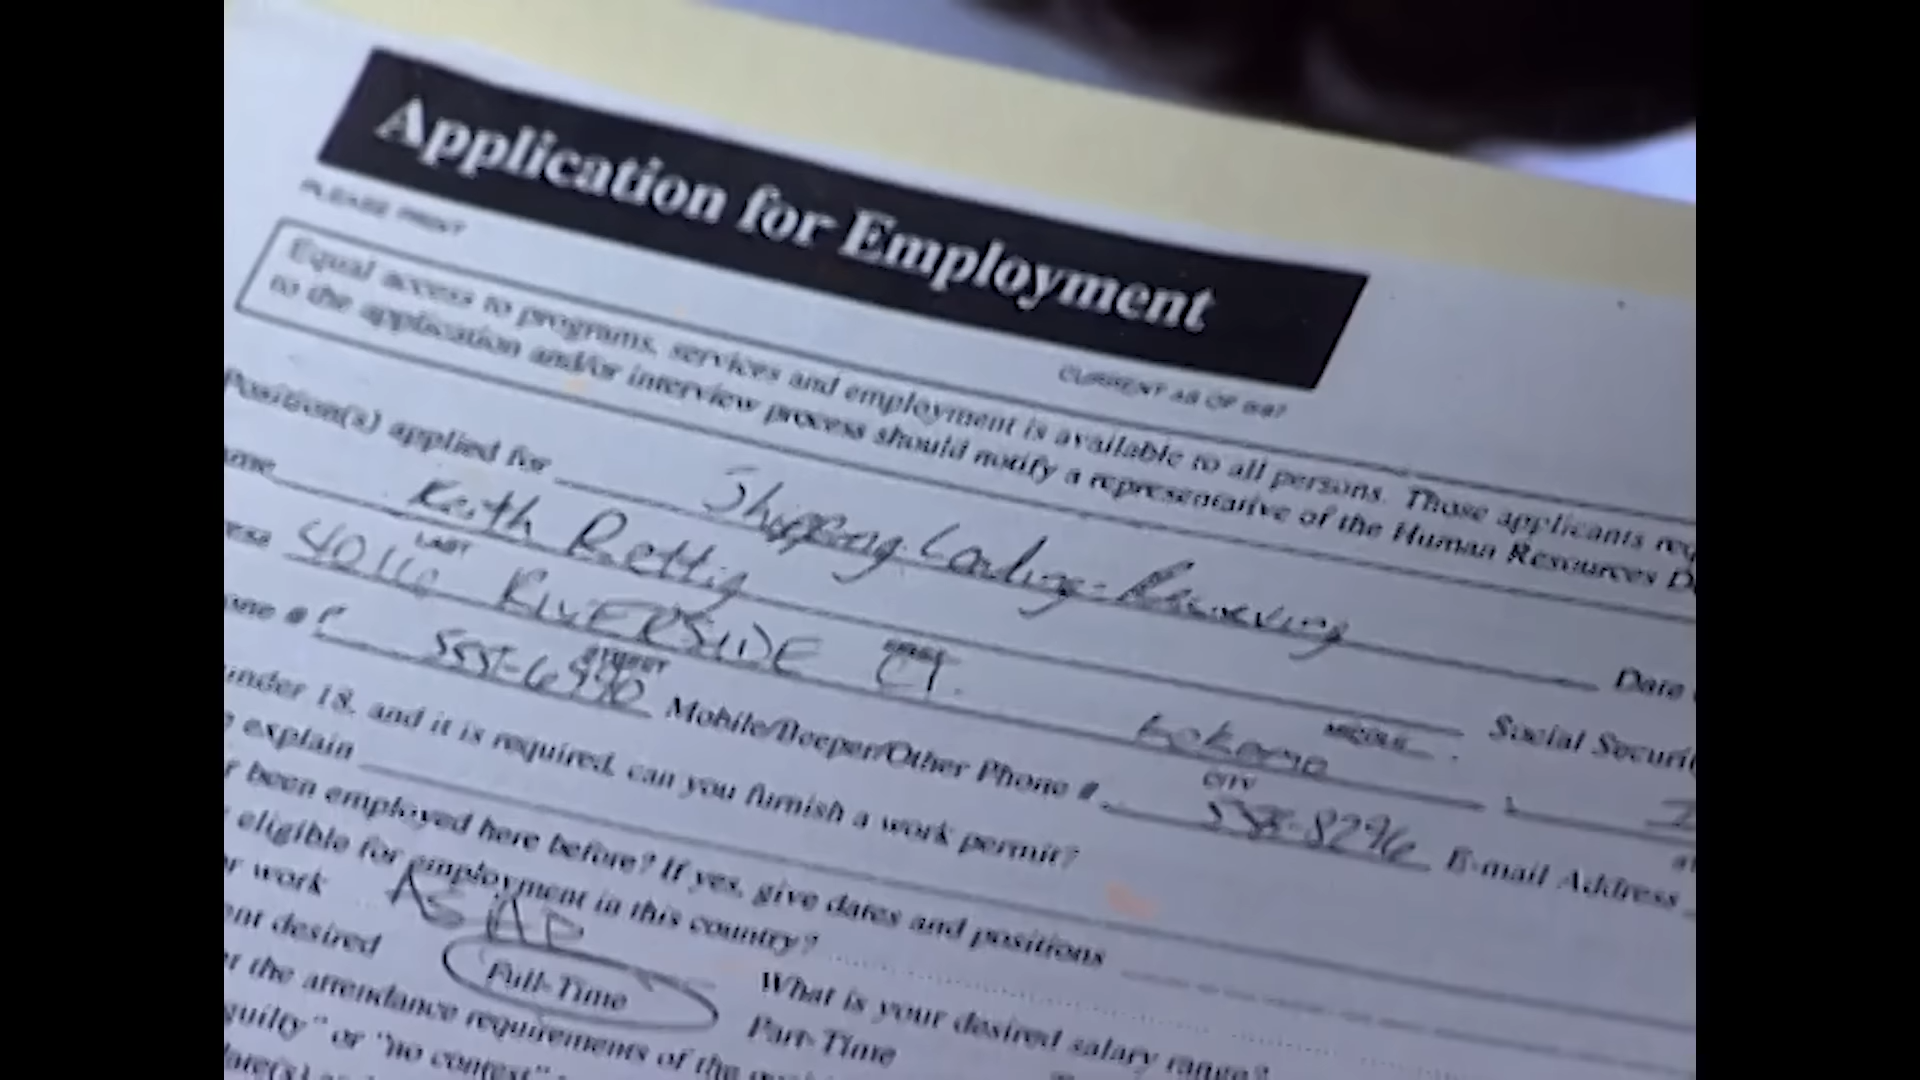 Application for Employment
PLEASE PRINT
CURRENT AS OF
Equal access to programs, services and employment is available to all persons. Those applicants req
to the application and/or interview process should notify a representative of the Human Resources D
Position(s) applied for Shipping-Loading-Receiving Date
ame Keith Rettig Social Securi
LAST MIDDLE
ress 4016 RIVERSIDE CT. kokomo I
STREET CITY
one # 555-6990 Mobile/Beeper/Other Phone # 555-8296 E-mail Address
under 18, and it is required, can you furnish a work permit?
explain
r been employed here before? If yes, give dates and positions
eligible for employment in this country?
r work ASAP What is your desired salary range?
ent desired Full-Time Part-Time
t the attendance requirements of the
guilty" or "no contest"